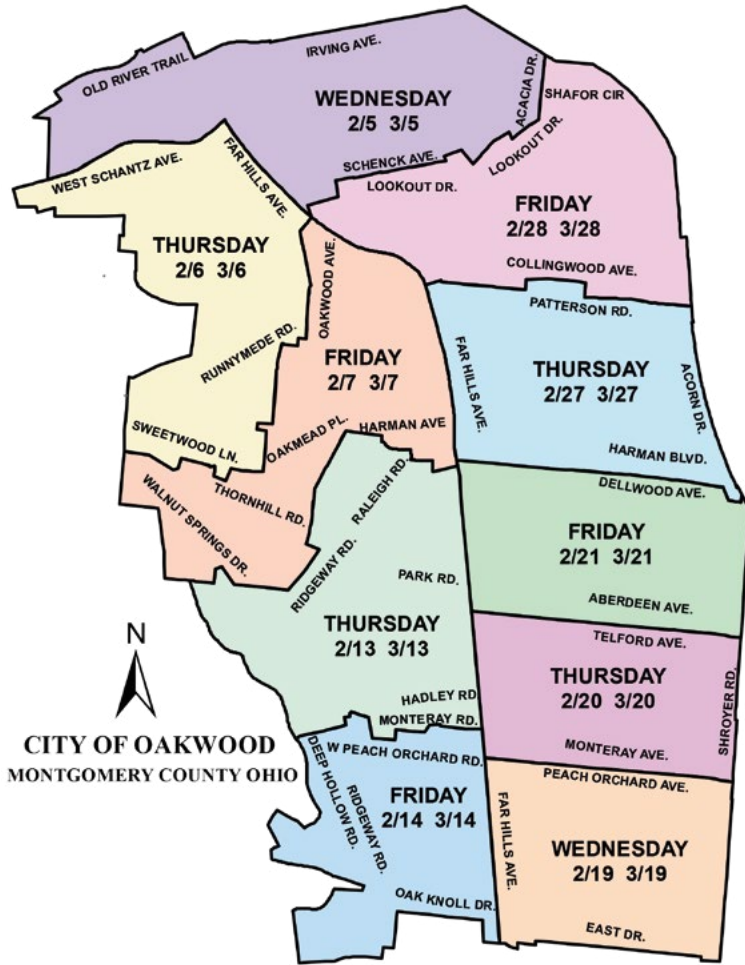 IRVING AVE.
OLD RIVER TRAIL
WEDNESDAY
2/5 3/5
ACACIA DR.
SHAFOR CIR
LOOKOUT DR.
SCHENCK AVE.
LOOKOUT DR.
WEST SCHANTZ AVE.
FAR HILLS AVE.
THURSDAY
2/6 3/6
RUNNYMEDE RD.
SWEETWOOD LN.
FRIDAY
2/28 3/28
COLLINGWOOD AVE.
OAKWOOD AVE.
FRIDAY
2/7 3/7
OAKMEAD PL.
HARMAN AVE
THORNHILL RD.
WALNUT SPRINGS DR.
PATTERSON RD.
FAR HILLS AVE.
THURSDAY
2/27 3/27
ACORN DR.
HARMAN BLVD.
DELLWOOD AVE.
FRIDAY
2/21 3/21
ABERDEEN AVE.
RALEIGH RD.
RIDGEWAY RD.
PARK RD.
THURSDAY
2/13 3/13
HADLEY RD.
MONTERAY RD.
TELFORD AVE.
THURSDAY
2/20 3/20
SHROYER RD.
MONTERAY AVE.
N
CITY OF OAKWOOD
MONTGOMERY COUNTY OHIO
W PEACH ORCHARD RD.
DEEP HOLLOW RD.
RIDGEWAY RD.
FRIDAY
2/14 3/14
OAK KNOLL DR.
PEACH ORCHARD AVE.
FAR HILLS AVE.
WEDNESDAY
2/19 3/19
EAST DR.